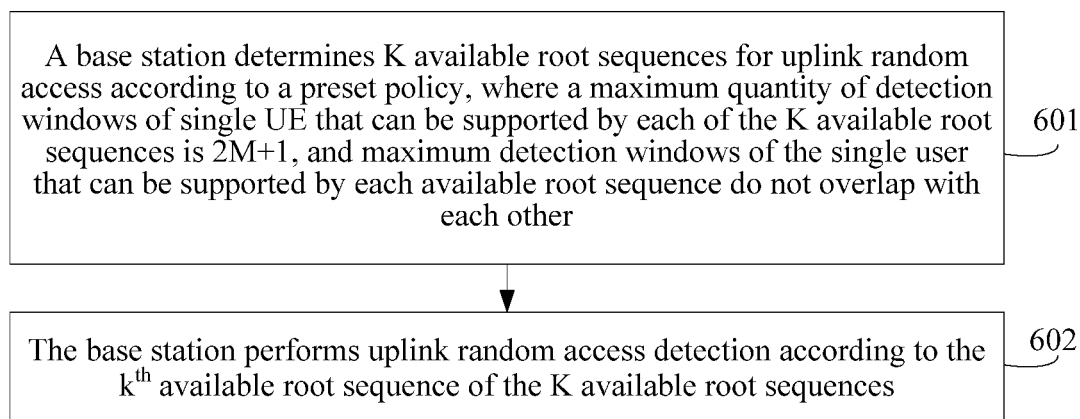 A base station determines K available root sequences for uplink random
access according to a preset policy, where a maximum quantity of detection
windows of single UE that can be supported by each of the K available root
sequences is 2M+1, and maximum detection windows of the single user
that can be supported by each available root sequence do not overlap with
each other
601
The base station performs uplink random access detection according to the
kth available root sequence of the K available root sequences
602